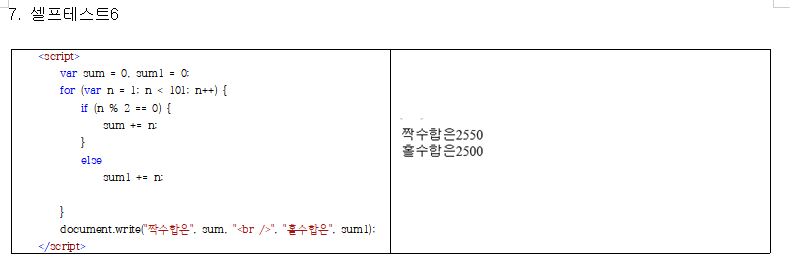 7. 셀프테스트6
<script>
var sum = 0, sum1 = 0;
for (var n = 1; n < 101; n++) {
if (n % 2 == 0) {
sum += n;
}
else
sum1 += n;
}
document.write("짝수합은", sum, "<br />", "홀수합은", sum1);
</script>
짝수합은2550
홀수합은2500